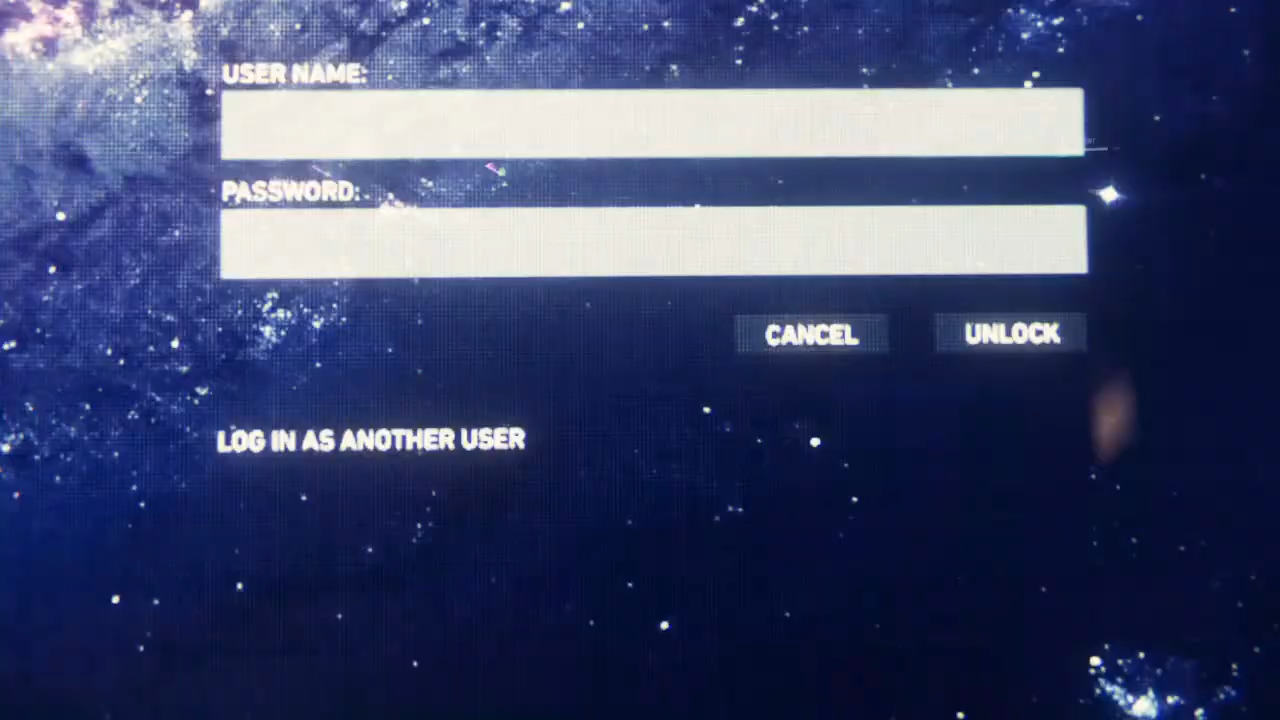 USER NAME:
PASSWORD:
CANCEL UNLOCK
LOG IN AS ANOTHER USER